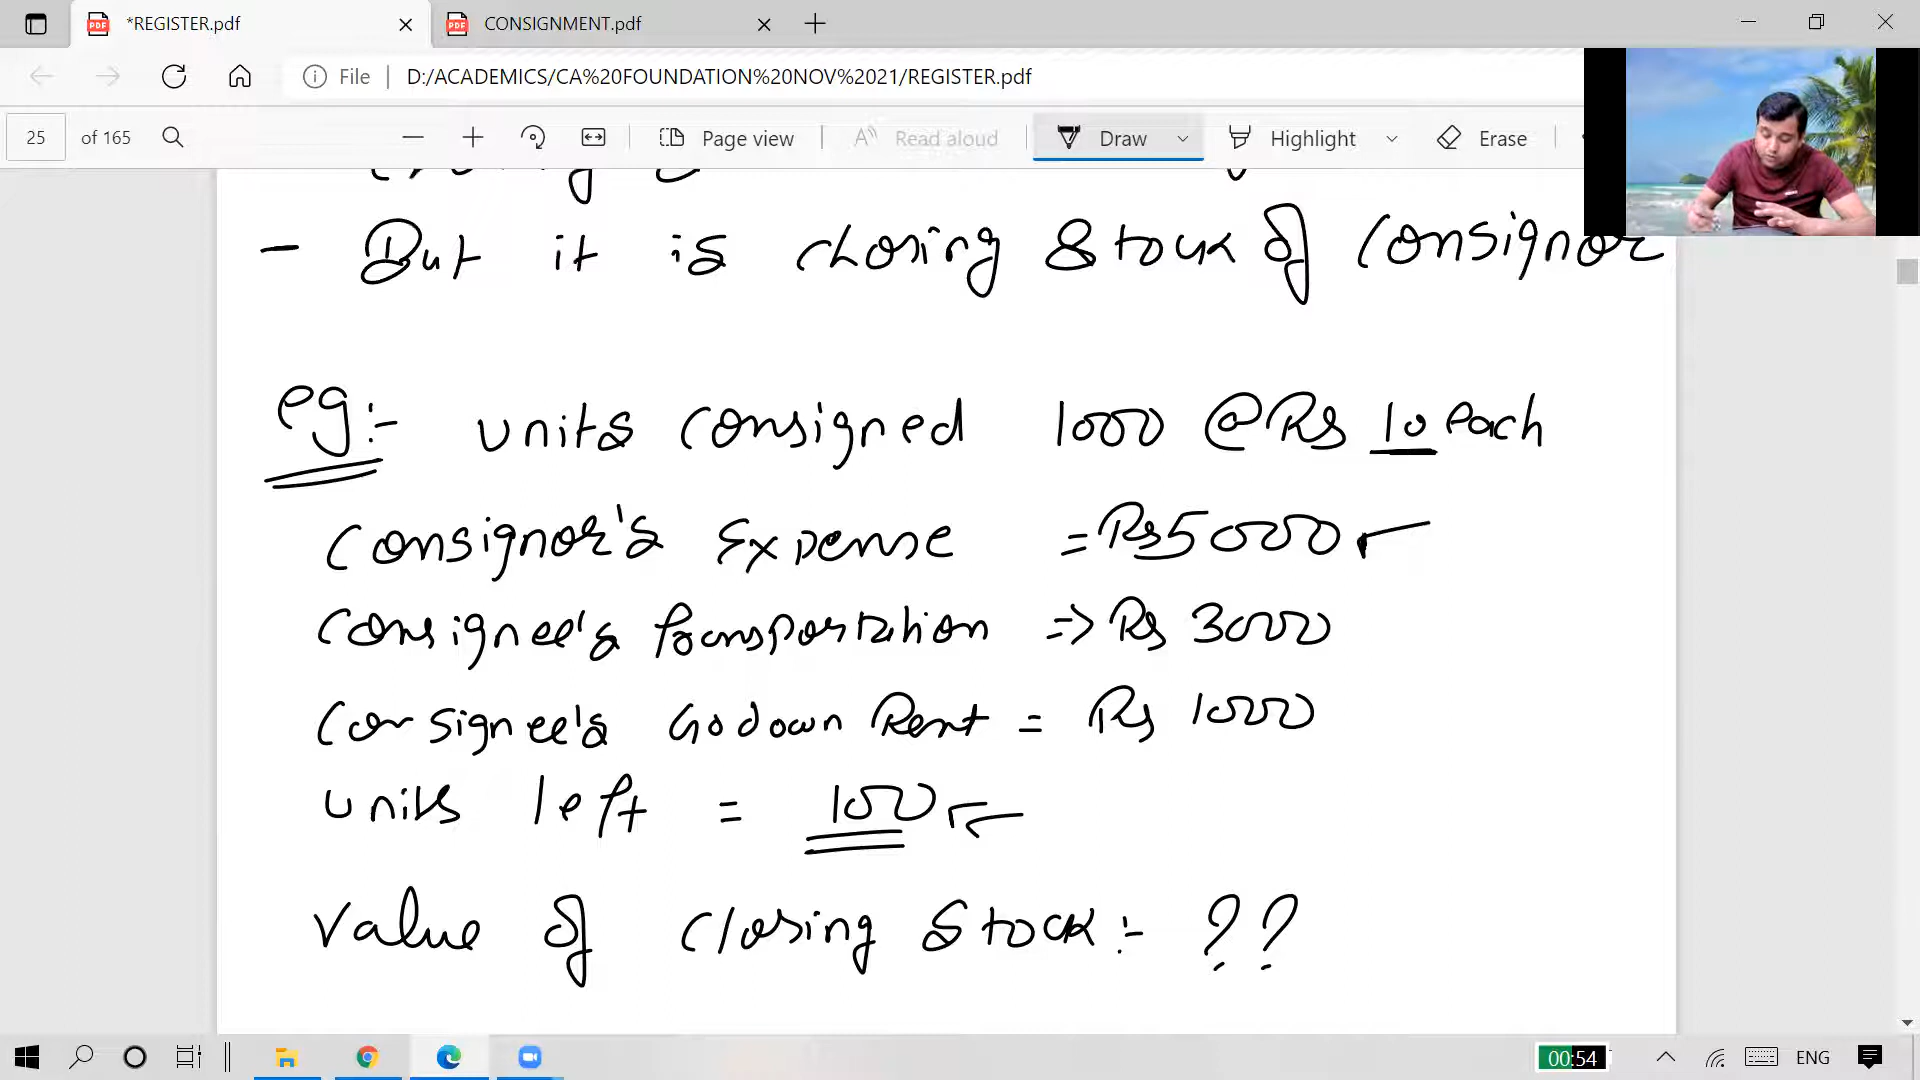 *REGISTER.pdf
CONSIGNMENT.pdf
File
D:/ACADEMICS/CA%20FOUNDATION%20NOV%2021/REGISTER.pdf
25 of 165
Page view
Read aloud
Draw
Highlight
Erase
- But it is closing Stock of Consignor
eg:- units consigned 1000 @Rs 10 each
Consignor's Expense = Rs 5000
Consignee's Transportation => Rs 3000
Consignee's Godown Rent = Rs 1000
units left = 100
Value of Closing Stock :- ??
00:54
ENG